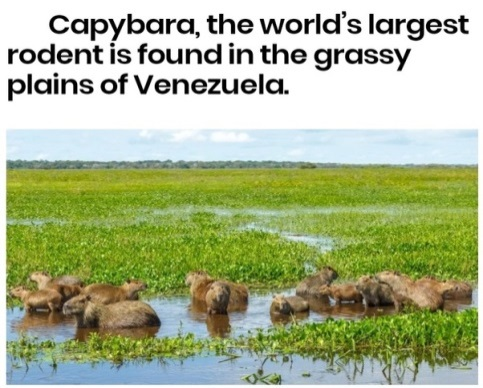 Capybara, the world's largest
rodent is found in the grassy
plains of Venezuela.